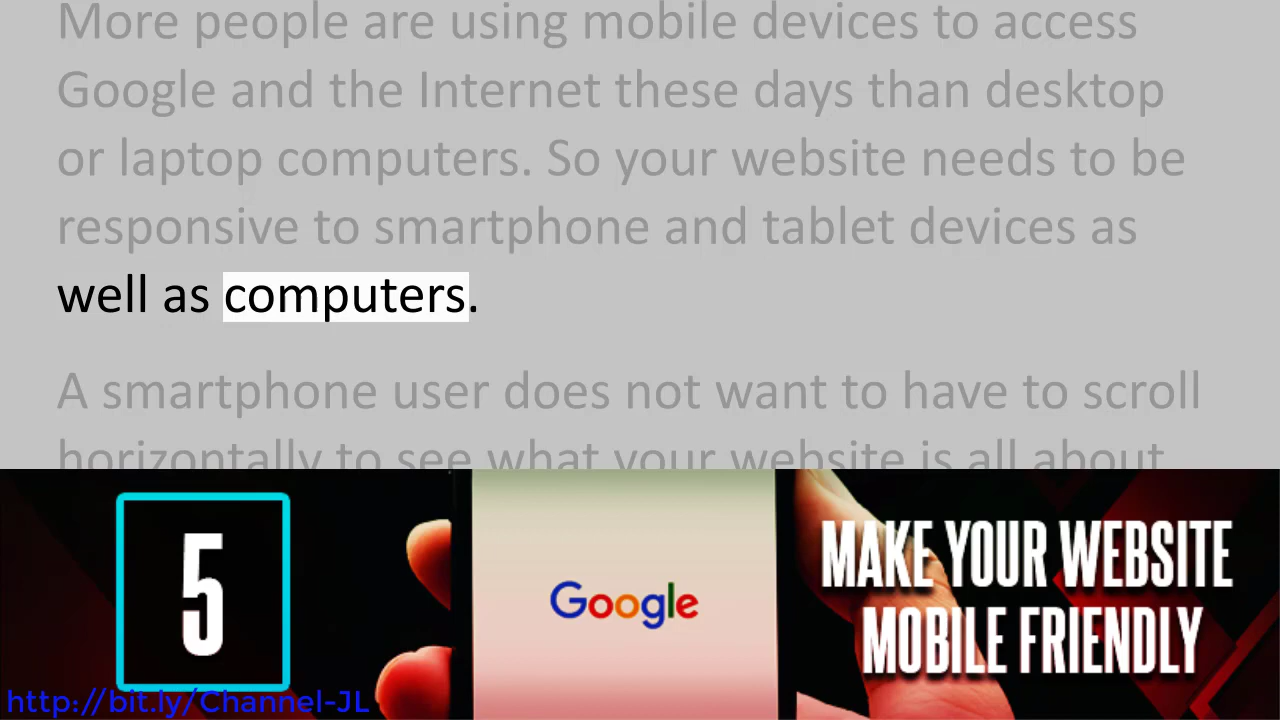 More people are using mobile devices to access
Google and the Internet these days than desktop
or laptop computers. So your website needs to be
responsive to smartphone and tablet devices as
well as computers.
A smartphone user does not want to have to scroll
horizontally to see what your website is all about
5
Google
MAKE YOUR WEBSITE
MOBILE FRIENDLY
http://bit.ly/Channel-JL